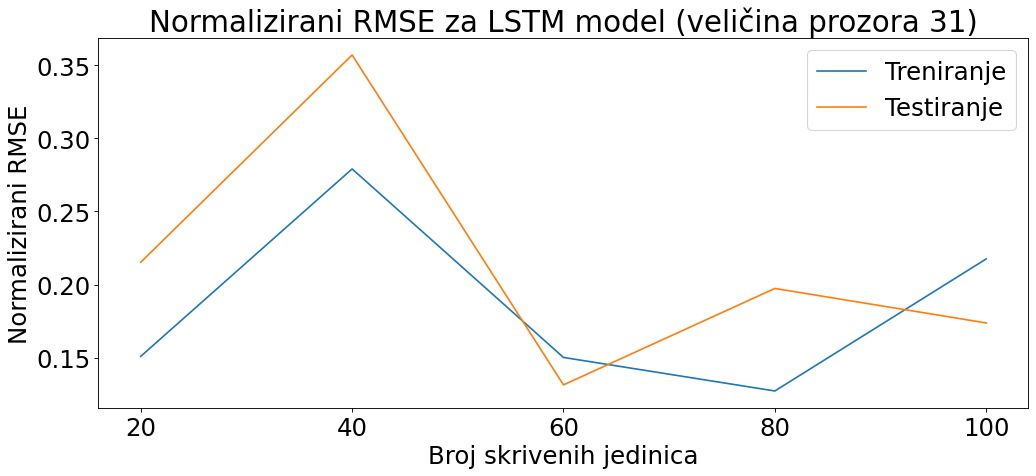 Normalizirani RMSE za LSTM model (veličina prozora 31)
Treniranje
Testiranje
Normalizirani RMSE
0.35
0.30
0.25
0.20
0.15
20 40 60 80 100
Broj skrivenih jedinica